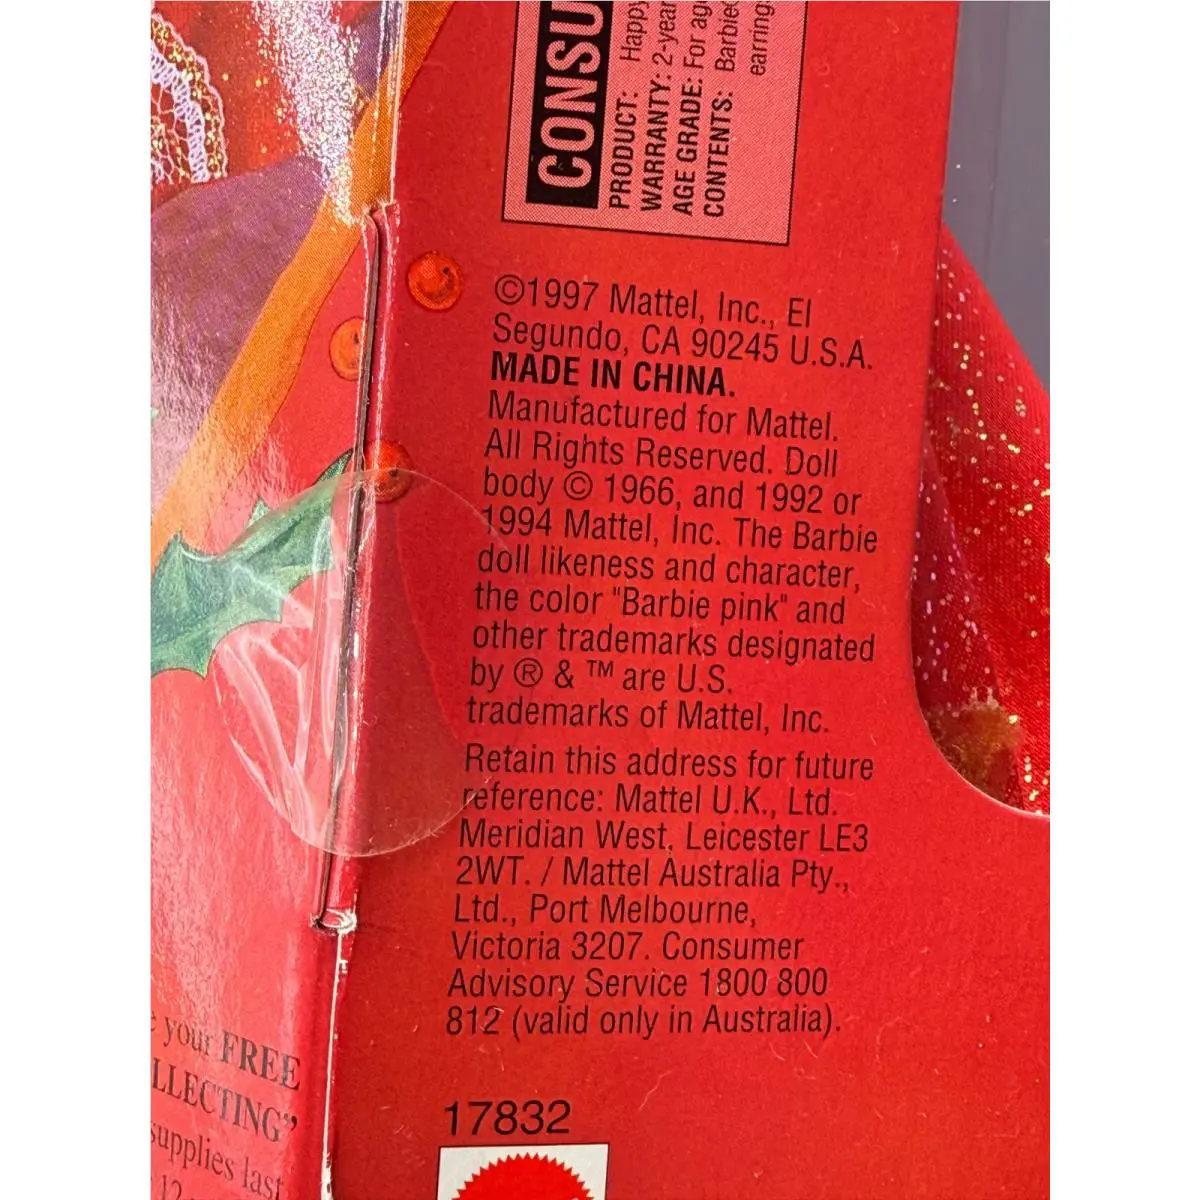 CONSU
PRODUCT: Happy
WARRANTY: 2-year
AGE GRADE: For ag
CONTENTS: Barbie
earring
©1997 Mattel, Inc., El
Segundo, CA 90245 U.S.A.
MADE IN CHINA.
Manufactured for Mattel.
All Rights Reserved. Doll
body © 1966, and 1992 or
1994 Mattel, Inc. The Barbie
doll likeness and character,
the color "Barbie pink" and
other trademarks designated
by ® & ™ are U.S.
trademarks of Mattel, Inc.
Retain this address for future
reference: Mattel U.K., Ltd.
Meridian West, Leicester LE3
2WT. / Mattel Australia Pty.,
Ltd., Port Melbourne,
Victoria 3207. Consumer
Advisory Service 1800 800
812 (valid only in Australia).
17832
your FREE
LLECTING”
supplies last
12